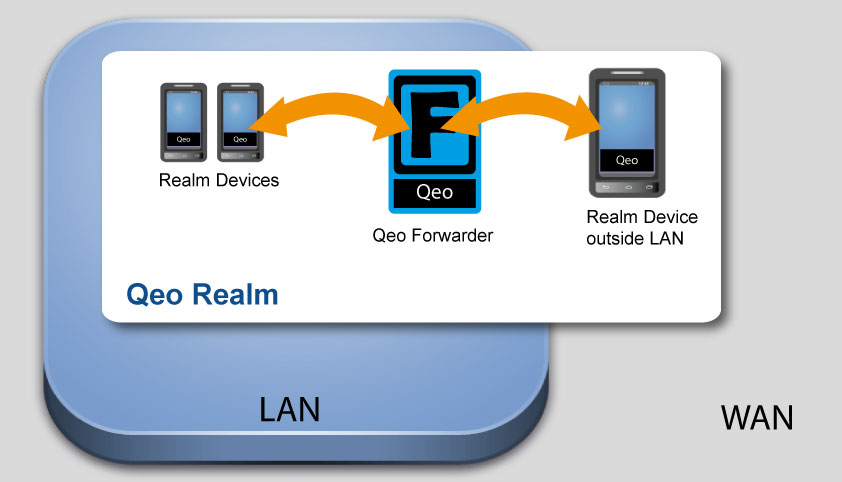 Qeo
Qeo
F
Qeo
Qeo
Realm Devices
Qeo Forwarder
Realm Device
outside LAN
Qeo Realm
LAN
WAN